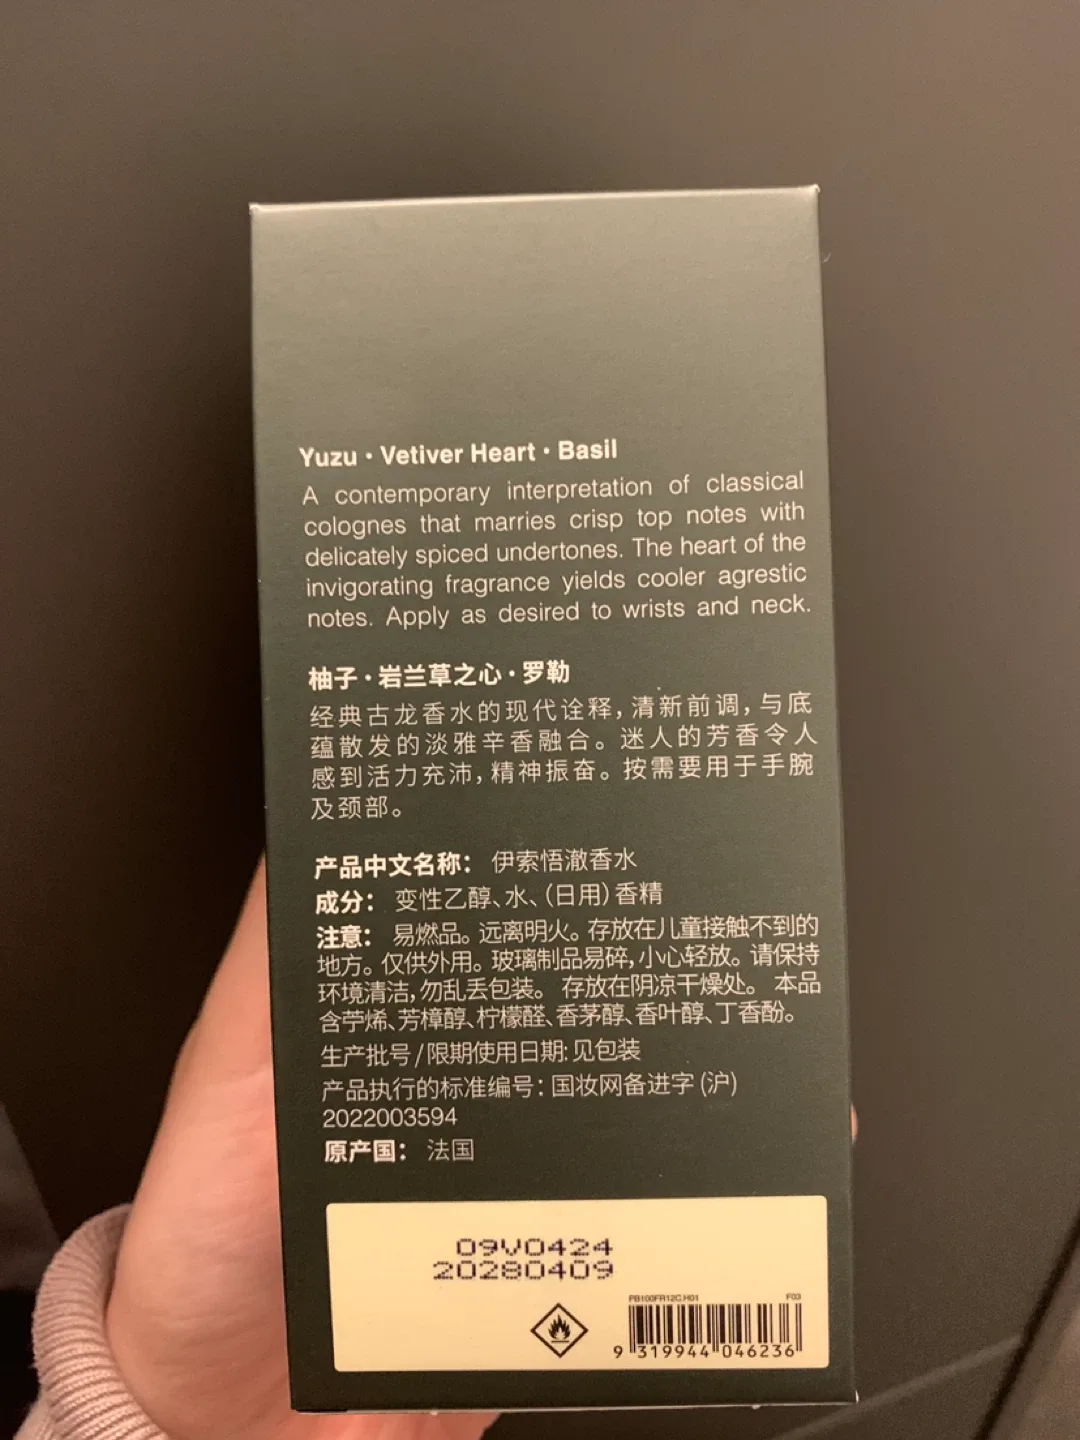 Yuzu • Vetiver Heart • Basil
A contemporary interpretation of classical
colognes that marries crisp top notes with
delicately spiced undertones. The heart of the
invigorating fragrance yields cooler agrestic
notes. Apply as desired to wrists and neck.
柚子·岩兰草之心·罗勒
经典古龙香水的现代诠释，清新前调，与底
蕴散发的淡雅辛香融合。迷人的芳香令人
感到活力充沛，精神振奋。按需要用于手腕
及颈部。
产品中文名称： 伊索悟澈香水
成分： 变性乙醇、水、（日用）香精
注意： 易燃品。远离明火。存放在儿童接触不到的
地方。仅供外用。玻璃制品易碎，小心轻放。请保持
环境清洁，勿乱丢包装。 存放在阴凉干燥处。 本品
含苧烯、芳樟醇、柠檬醛、香茅醇、香叶醇、丁香酚。
生产批号/限期使用日期: 见包装
产品执行的标准编号：国妆网备进字 (沪)
2022003594
原产国： 法国
09V0424
20280409
PB100FR12C.H01 F03
9 319944 046236